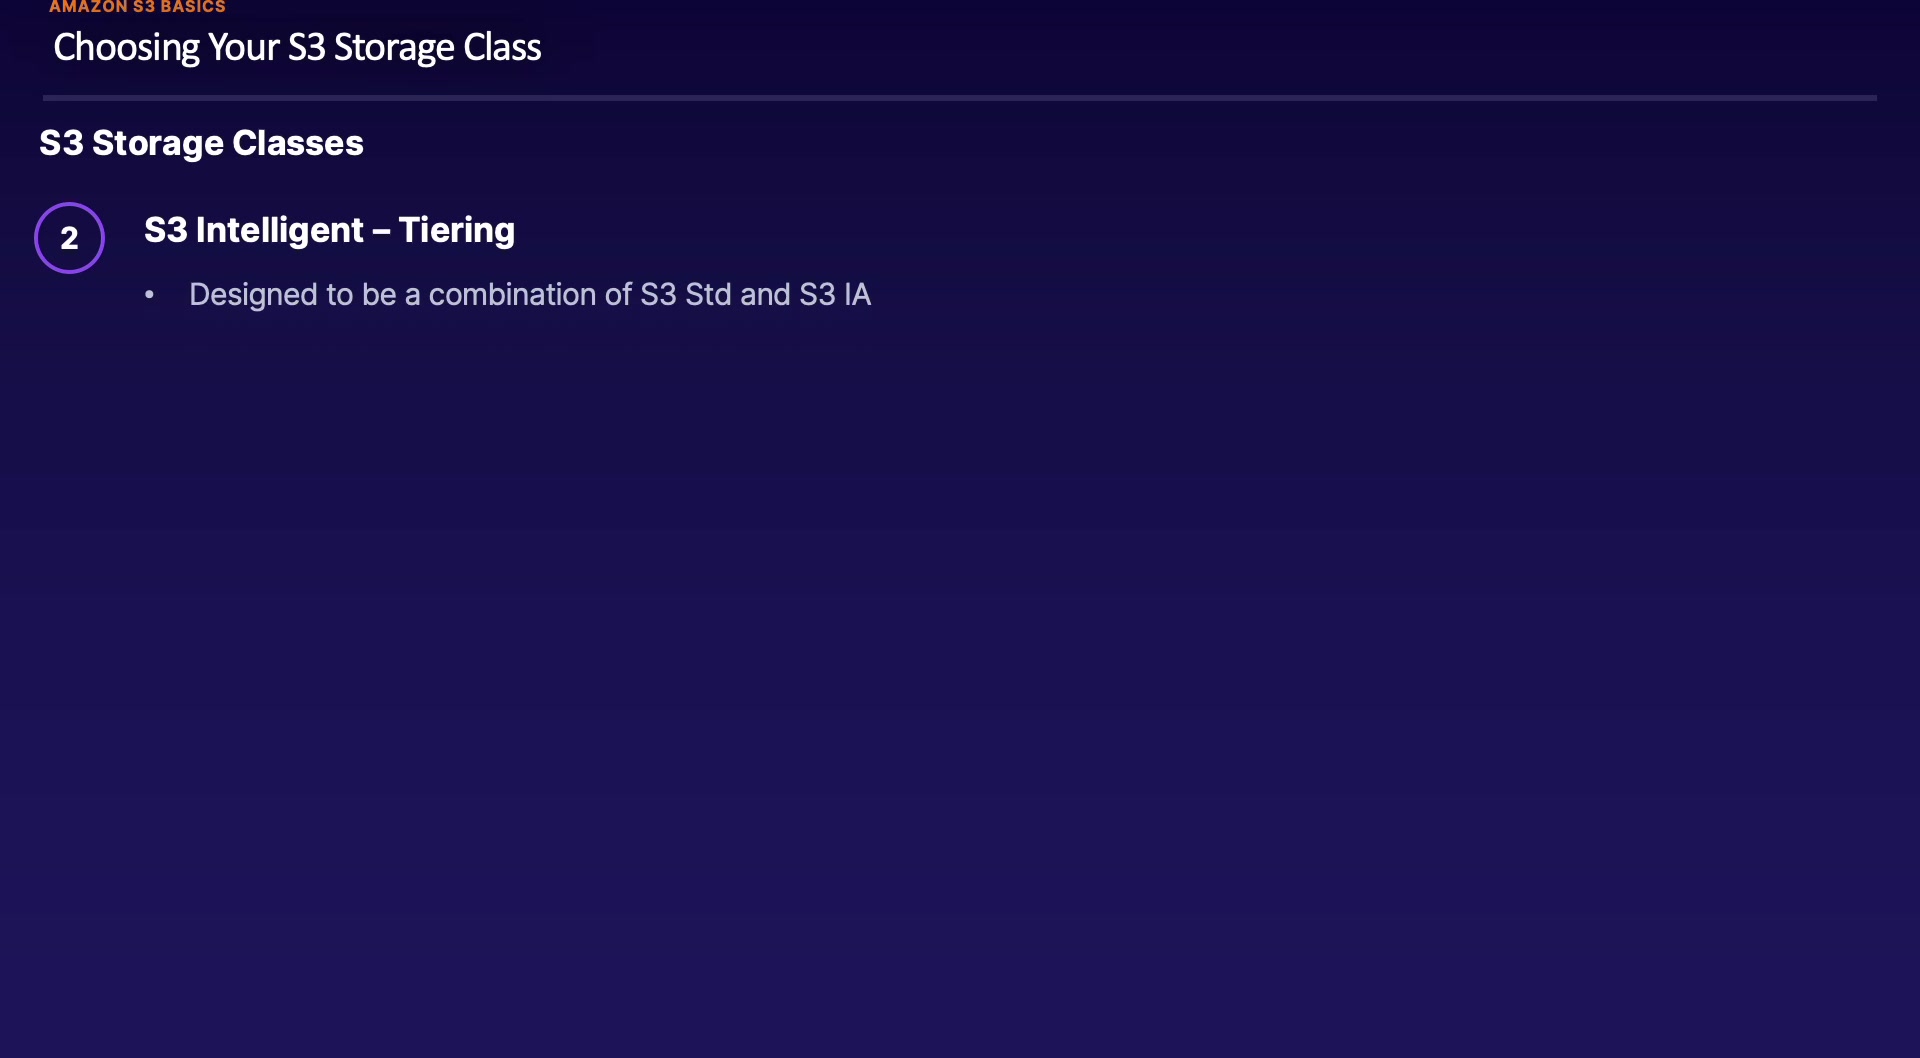 AMAZON S3 BASICS
Choosing Your S3 Storage Class
S3 Storage Classes
2
S3 Intelligent – Tiering
• Designed to be a combination of S3 Std and S3 IA